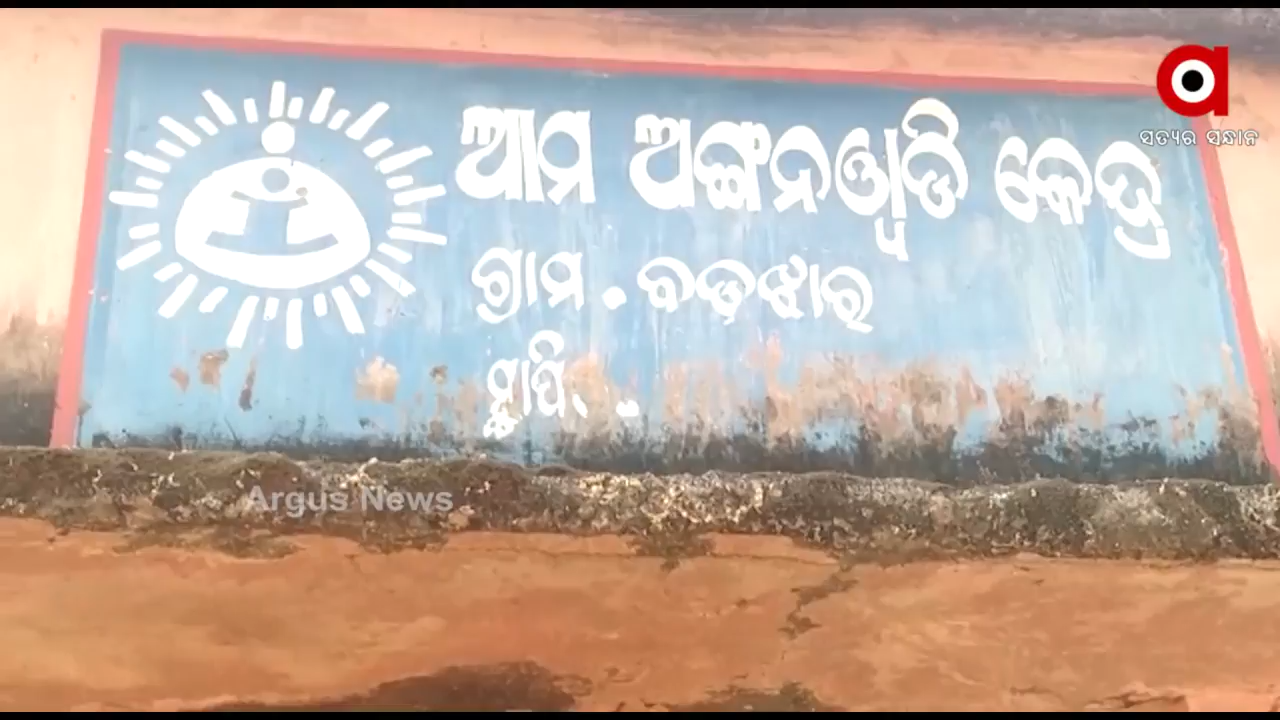 ଆମ ଅଙ୍ଗନୱାଡି କେନ୍ଦ୍ର
ଗ୍ରାମ . ବଡ଼ଝାର
ସ୍ଥାପି..
ସତ୍ୟର ସନ୍ଧାନ
Argus News